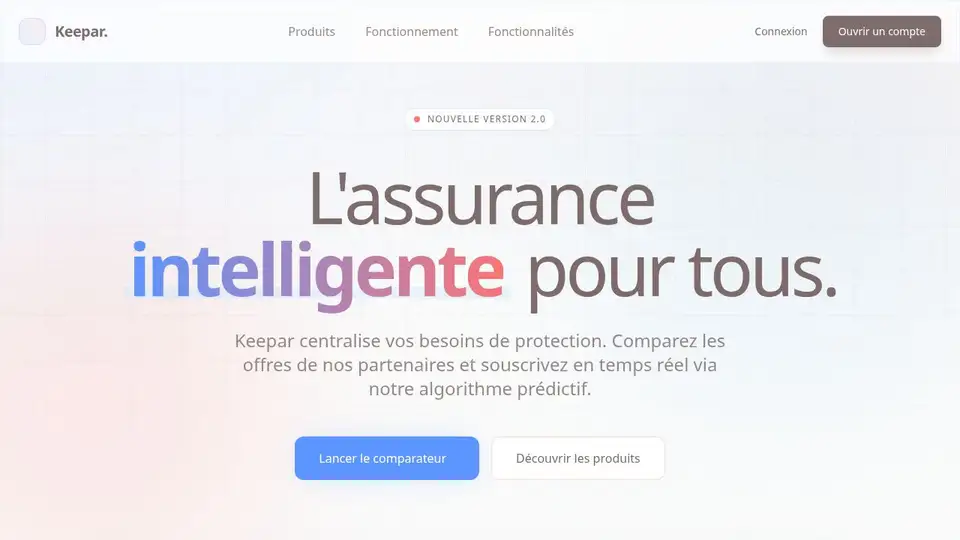 Keepar.
Produits
Fonctionnement
Fonctionnalités
Connexion
Ouvrir un compte
NOUVELLE VERSION 2.0
L'assurance
intelligente pour tous.
Keepar centralise vos besoins de protection. Comparez les
offres de nos partenaires et souscrivez en temps réel via
notre algorithme prédictif.
Lancer le comparateur
Découvrir les produits